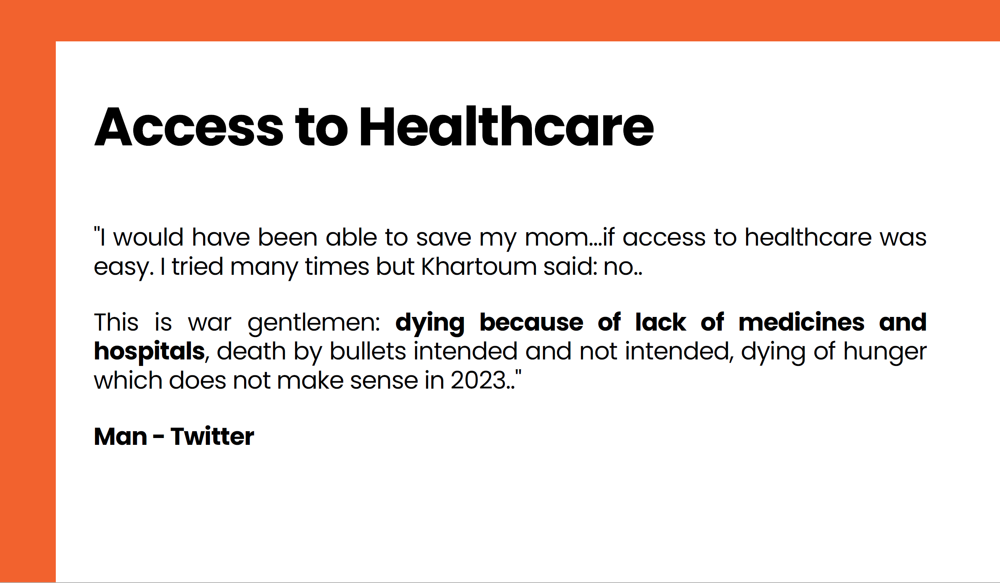 Access to Healthcare
"I would have been able to save my mom...if access to healthcare was
easy. I tried many times but Khartoum said: no..
This is war gentlemen: dying because of lack of medicines and
hospitals, death by bullets intended and not intended, dying of hunger
which does not make sense in 2023.."
Man - Twitter